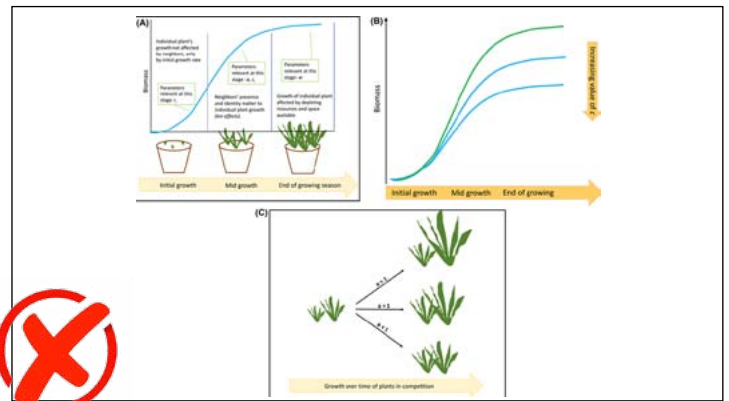 (A)
Individual plant's
growth not affected
by neighbors, only
by initial growth rate
Parameters
relevant at this
stage: r,
Biomass
Parameters
relevant at this
stage:
Neighbors' presence
and identity matter to
individual plant growth
(kin effects)
Parameters
relevant at this
stage:
Growth of individual plant
affected by depleting
resources and space
available
Initial growth
Mid growth
End of growing season
(B)
Biomass
Increasing value of
Initial growth
Mid growth
End of growing
(C)
Growth over time of plants in competition